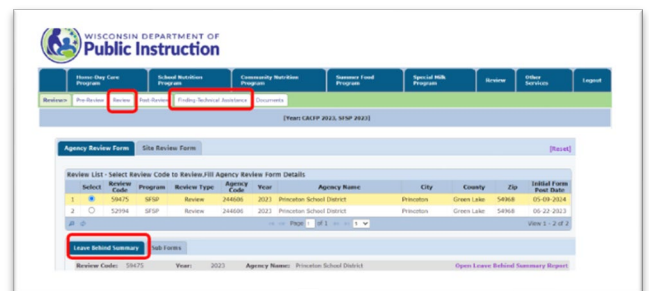 WISCONSIN DEPARTMENT OF
Public Instruction
Home-Day Care Program School Nutrition Program Community Nutrition Program Summer Food Program Special Milk Program Review Other Services Logout
Reviewer Pre-Review Review Post-Review Finding-Technical Assistance Documents
[Year: CACFP 2023, SFSP 2023]
Agency Review Form Site Review Form [Reset]
Review List - Select Review Code to Review.Fill Agency Review Form Details
Select Review Code Program Review Type Agency Code Year Agency Name City County Zip Initial Form Post Date
1 59475 SFSP Review 244606 2023 Princeton School District Princeton Green Lake 54968 05-09-2024
2 52994 SFSP Review 244606 2023 Princeton School District Princeton Green Lake 54968 06-22-2023
Page 1 of 1 View 1 - 2 of 2
Leave Behind Summary Sub Forms
Review Code: 59475 Year: 2023 Agency Name: Princeton School District Open Leave Behind Summary Report